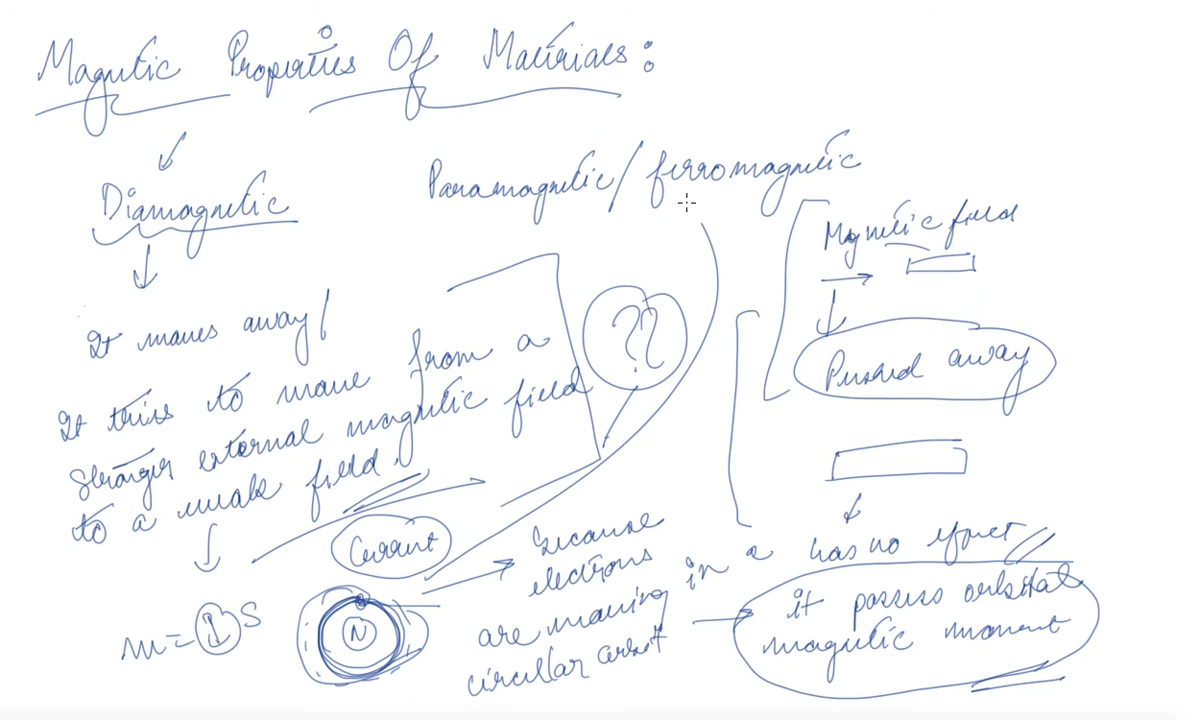 Magnetic Properties Of Materials:
Diamagnetic
Paramagnetic/ferromagnetic
It moves away/
It tries to move from a
stronger external magnetic field
to a weak field.
??
Magnetic field
Pushed away
has no effect
Current
m = IS
N
because
electrons
are moving in a
circular orbit
it possess orbital
magnetic moment